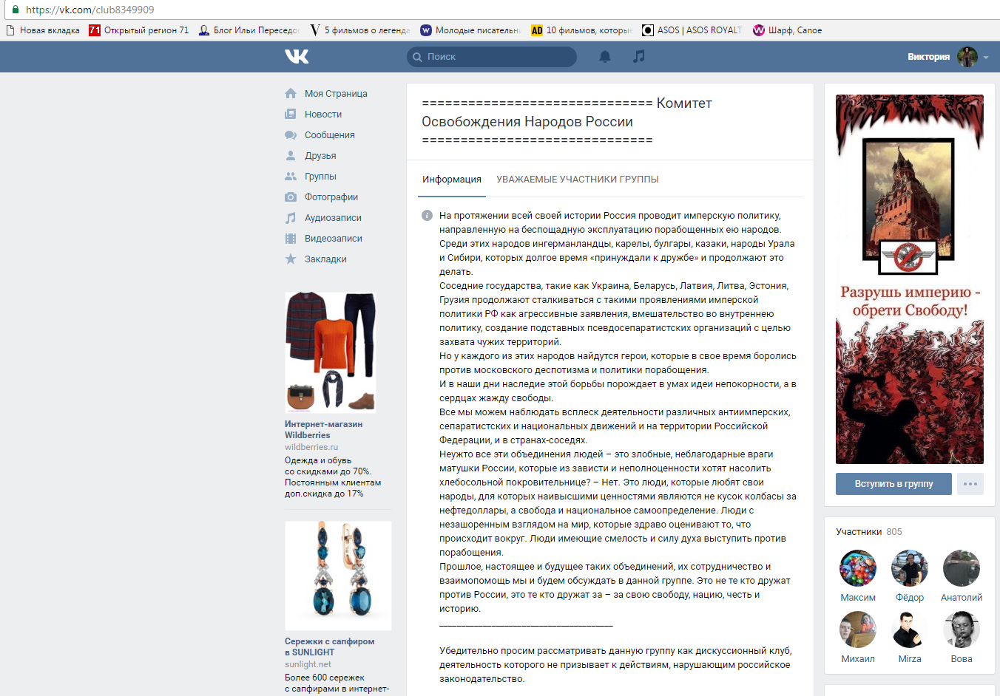 https://vk.com/club8349909
Новая вкладка
71 Открытый регион 71
Блог Ильи Переседо
V 5 фильмов о легенда
w Молодые писательн
AD 10 фильмов, которые
ASOS | ASOS ROYALT
W Шарф, Canoe
Поиск
Виктория
Моя Страница
Новости
Сообщения
Друзья
Группы
Фотографии
Аудиозаписи
Видеозаписи
Закладки
Интернет-магазин
Wildberries
wildberries.ru
Одежда и обувь
со скидками до 70%.
Постоянным клиентам
доп.скидка до 17%
Сережки с сапфиром
в SUNLIGHT
sunlight.net
Более 600 сережек
с сапфирами в интернет-
============================== Комитет
Освобождения Народов России
==============================
Информация
УВАЖАЕМЫЕ УЧАСТНИКИ ГРУППЫ
На протяжении всей своей истории Россия проводит имперскую политику,
направленную на беспощадную эксплуатацию порабощенных ею народов.
Среди этих народов ингерманландцы, карелы, булгары, казаки, народы Урала
и Сибири, которых долгое время «принуждали к дружбе» и продолжают это
делать.
Соседние государства, такие как Украина, Беларусь, Латвия, Литва, Эстония,
Грузия продолжают сталкиваться с такими проявлениями имперской
политики РФ как агрессивные заявления, вмешательство во внутреннею
политику, создание подставных псевдосепаратистских организаций с целью
захвата чужих территорий.
Но у каждого из этих народов найдутся герои, которые в свое время боролись
против московского деспотизма и политики порабощения.
И в наши дни наследие этой борьбы порождает в умах идеи непокорности, а в
сердцах жажду свободы.
Все мы можем наблюдать всплеск деятельности различных антиимперских,
сепаратистских и национальных движений и на территории Российской
Федерации, и в странах-соседях.
Неужто все эти объединения людей – это злобные, неблагодарные враги
матушки России, которые из зависти и неполноценности хотят насолить
хлебосольной покровительнице? – Нет. Это люди, которые любят свои
народы, для которых наивысшими ценностями являются не кусок колбасы за
нефтедоллары, а свобода и национальное самоопределение. Люди с
незашоренным взглядом на мир, которые здраво оценивают то, что
происходит вокруг. Люди имеющие смелость и силу духа выступить против
порабощения.
Прошлое, настоящее и будущее таких объединений, их сотрудничество и
взаимопомощь мы и будем обсуждать в данной группе. Это не те кто дружат
против России, это те кто дружат за – за свою свободу, нацию, честь и
историю.
_______________________________________
Убедительно просим рассматривать данную группу как дискуссионный клуб,
деятельность которого не призывает к действиям, нарушающим российское
законодательство.
Разрушь империю -
обрети Свободу!
Вступить в группу
Участники 805
Максим
Фёдор
Анатолий
Михаил
Mirza
Вова